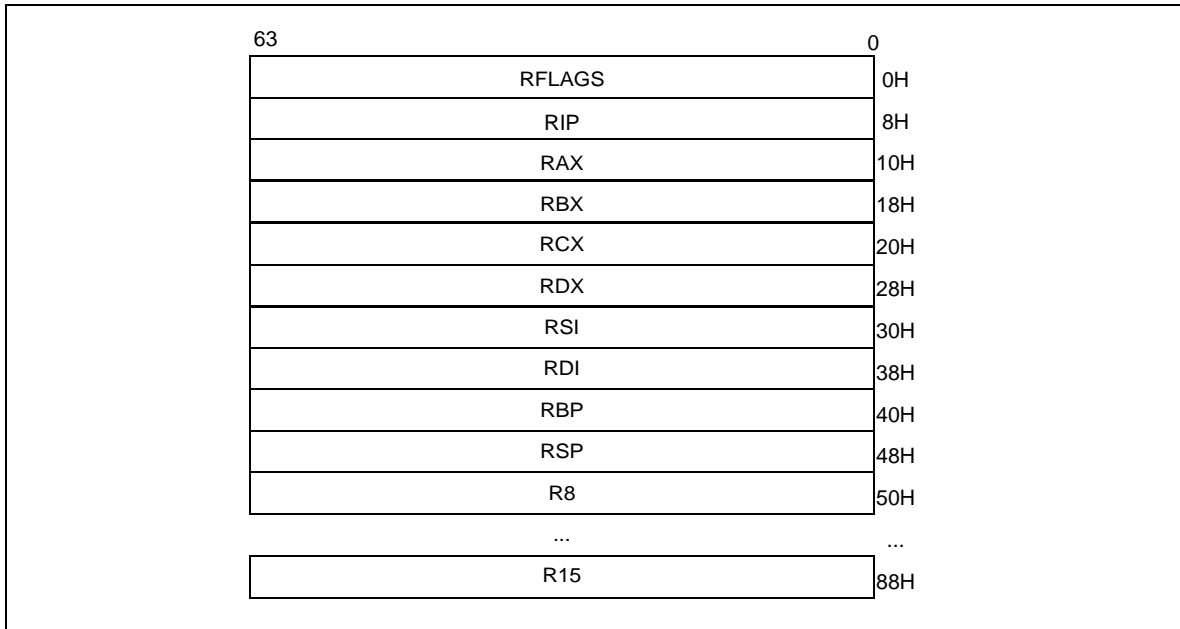 63 0
RFLAGS 0H
RIP 8H
RAX 10H
RBX 18H
RCX 20H
RDX 28H
RSI 30H
RDI 38H
RBP 40H
RSP 48H
R8 50H
... ...
R15 88H